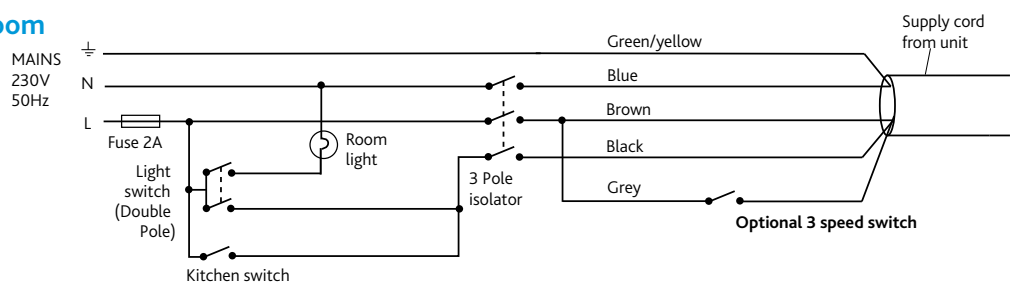 oom
MAINS
230V
50Hz
N
L
Fuse 2A
Light
switch
(Double
Pole)
Kitchen switch
Room
light
3 Pole
isolator
Green/yellow
Blue
Brown
Black
Grey
Optional 3 speed switch
Supply cord
from unit